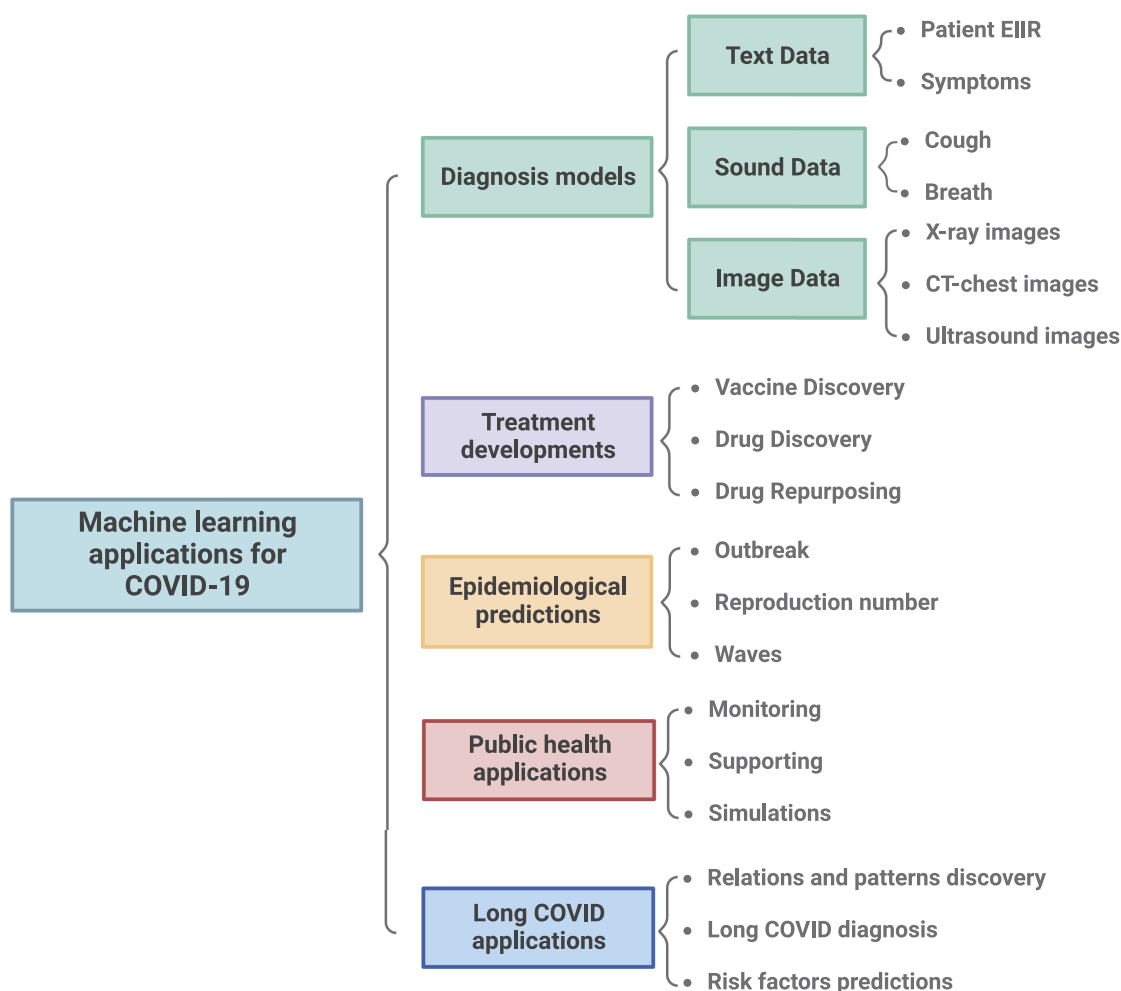 Machine learning
applications for
COVID-19
Diagnosis models
Text Data
Patient EIIR
Symptoms
Sound Data
Cough
Breath
Image Data
X-ray images
CT-chest images
Ultrasound images
Treatment
developments
Vaccine Discovery
Drug Discovery
Drug Repurposing
Epidemiological
predictions
Outbreak
Reproduction number
Waves
Public health
applications
Monitoring
Supporting
Simulations
Long COVID
applications
Relations and patterns discovery
Long COVID diagnosis
Risk factors predictions